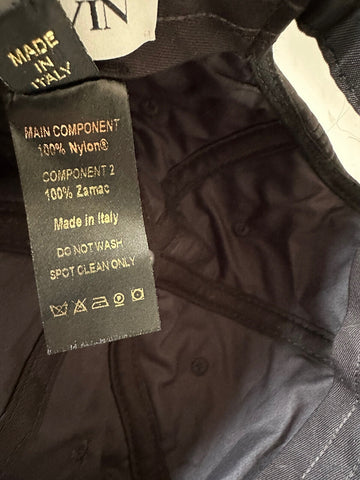 VIN
MADE
IN
ITALY
MAIN COMPONENT
100% Nylon®
COMPONENT 2
100% Zamac
Made in Italy
DO NOT WASH
SPOT CLEAN ONLY